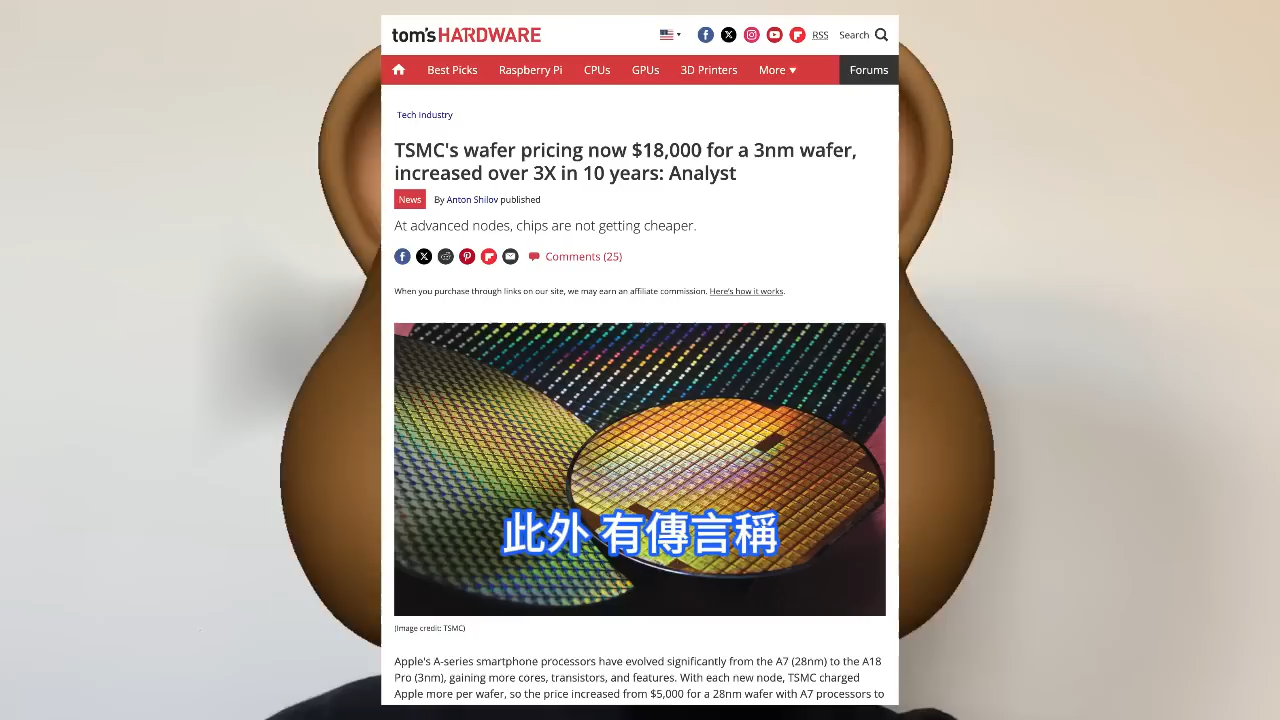 tom's HARDWARE
RSS
Search
Best Picks
Raspberry Pi
CPUs
GPUs
3D Printers
More
Forums
Tech Industry
TSMC's wafer pricing now $18,000 for a 3nm wafer,
increased over 3X in 10 years: Analyst
News
By Anton Shilov published
At advanced nodes, chips are not getting cheaper.
Comments (25)
When you purchase through links on our site, we may earn an affiliate commission. Here's how it works.
此外 有傳言稱
(Image credit: TSMC)
Apple's A-series smartphone processors have evolved significantly from the A7 (28nm) to the A18
Pro (3nm), gaining more cores, transistors, and features. With each new node, TSMC charged
Apple more per wafer, so the price increased from $5,000 for a 28nm wafer with A7 processors to